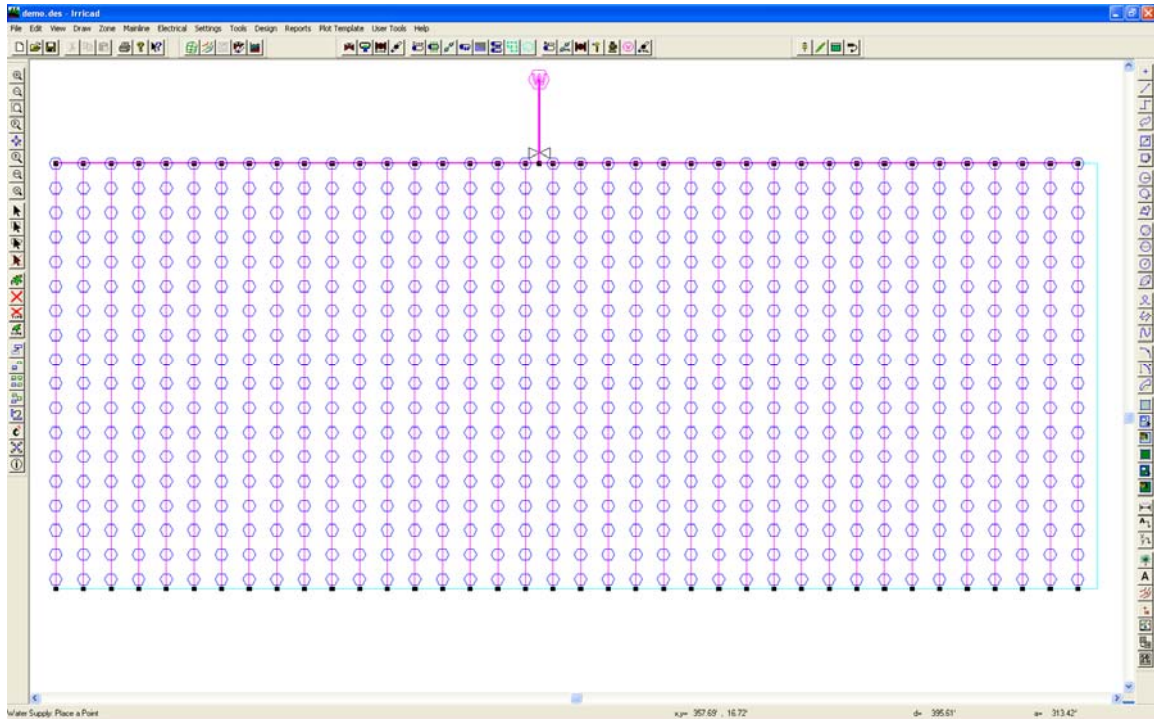 demo.des - Irricad
File Edit View Draw Zone Mainline Electrical Settings Tools Design Reports Plot Template User Tools Help
W
A
A
Water Supply: Place a Point x,y= 357.69' , 16.72' d= 395.61' a= 313.42°